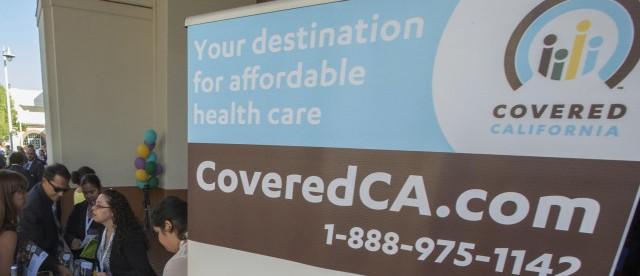 Your destination
for affordable
health care
COVERED
CALIFORNIA
CoveredCA.com
1-888-975-1142